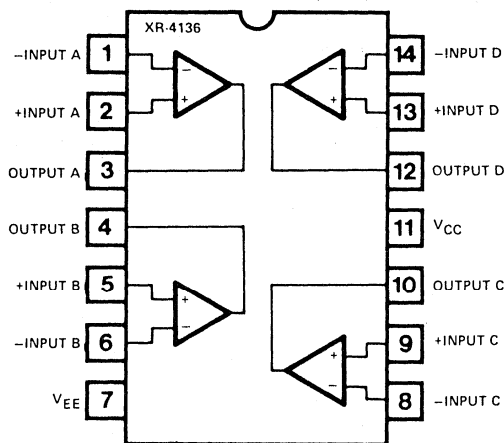 XR-4136
−INPUT A 1
+INPUT A 2
OUTPUT A 3
OUTPUT B 4
+INPUT B 5
−INPUT B 6
VEE 7
14 −INPUT D
13 +INPUT D
12 OUTPUT D
11 VCC
10 OUTPUT C
9 +INPUT C
8 −INPUT C
−
+
−
+
+
−
+
−